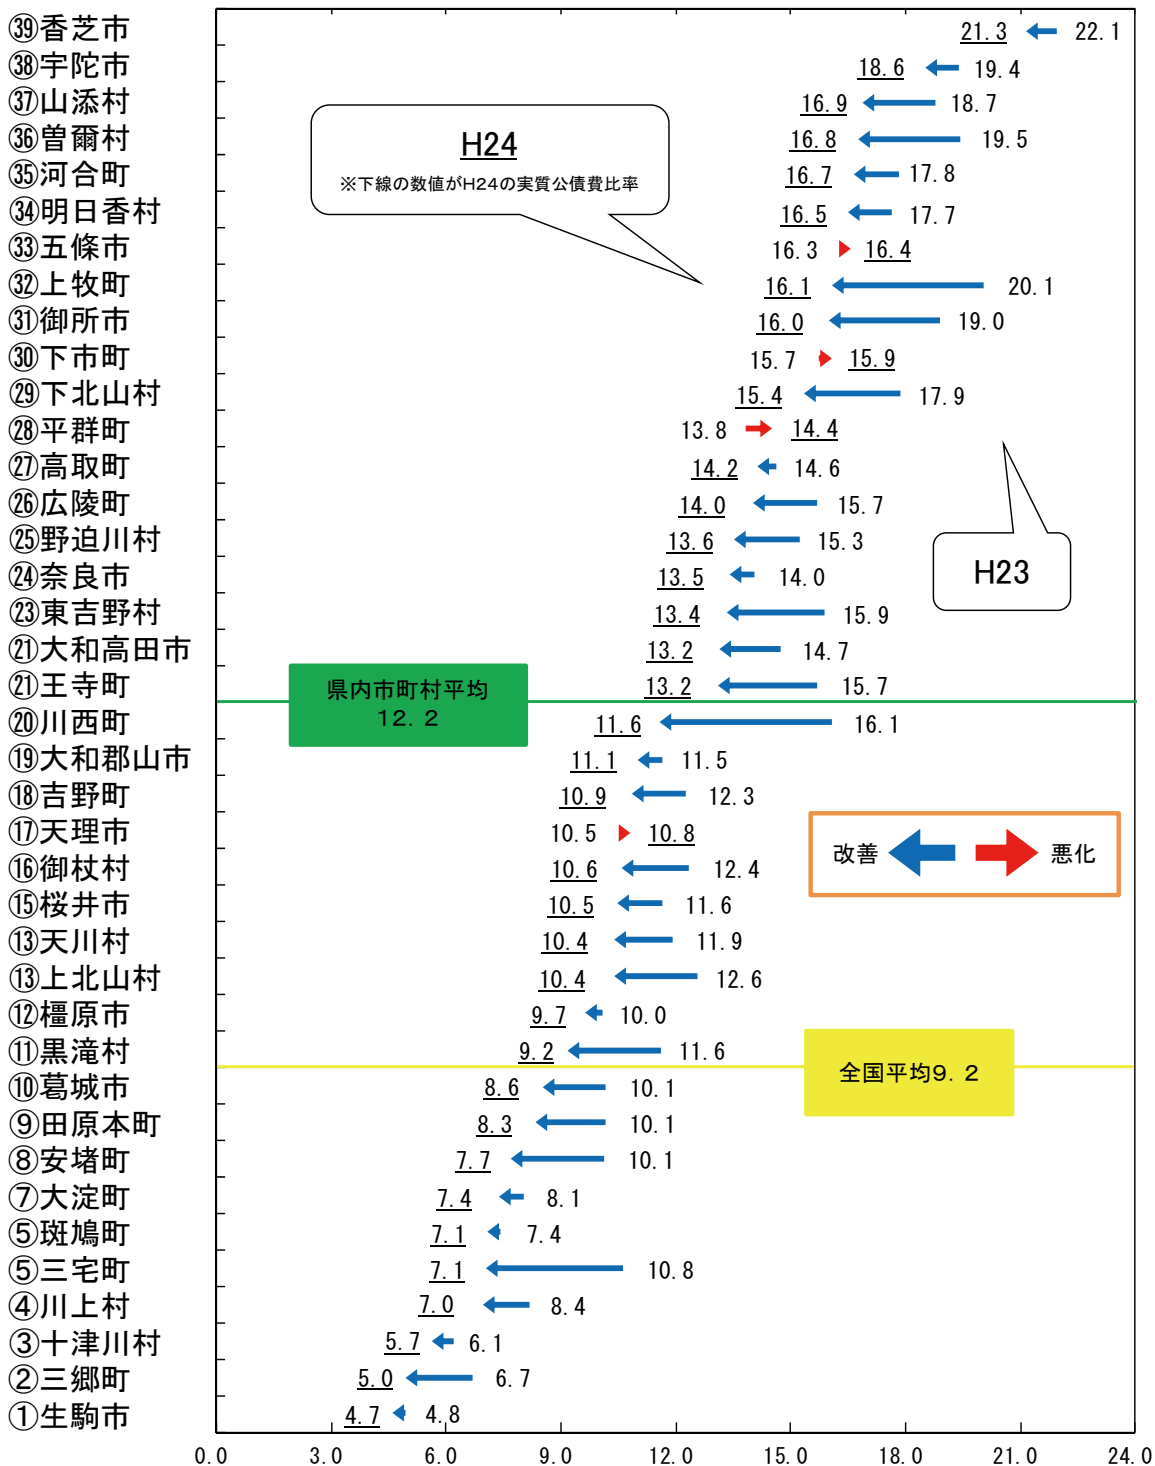 ㊴香芝市 21.3 22.1
㊳宇陀市 18.6 19.4
㊲山添村 16.9 18.7
㊱曽爾村 16.8 19.5
㉟河合町 16.7 17.8
㉞明日香村 16.5 17.7
㉝五條市 16.3 16.4
㉜上牧町 16.1 20.1
㉛御所市 16.0 19.0
㉚下市町 15.7 15.9
㉙下北山村 15.4 17.9
㉘平群町 13.8 14.4
㉗高取町 14.2 14.6
㉖広陵町 14.0 15.7
㉕野迫川村 13.6 15.3
㉔奈良市 13.5 14.0
㉓東吉野村 13.4 15.9
㉑大和高田市 13.2 14.7
㉑王寺町 13.2 15.7
⑳川西町 11.6 16.1
⑲大和郡山市 11.1 11.5
⑱吉野町 10.9 12.3
⑰天理市 10.5 10.8
⑯御杖村 10.6 12.4
⑮桜井市 10.5 11.6
⑬天川村 10.4 11.9
⑬上北山村 10.4 12.6
⑫橿原市 9.7 10.0
⑪黒滝村 9.2 11.6
⑩葛城市 8.6 10.1
⑨田原本町 8.3 10.1
⑧安堵町 7.7 10.1
⑦大淀町 7.4 8.1
⑤斑鳩町 7.1 7.4
⑤三宅町 7.1 10.8
④川上村 7.0 8.4
③十津川村 5.7 6.1
②三郷町 5.0 6.7
①生駒市 4.7 4.8
0.0 3.0 6.0 9.0 12.0 15.0 18.0 21.0 24.0
H24
※下線の数値がH24の実質公債費比率
H23
県内市町村平均
12.2
改善 悪化
全国平均9.2